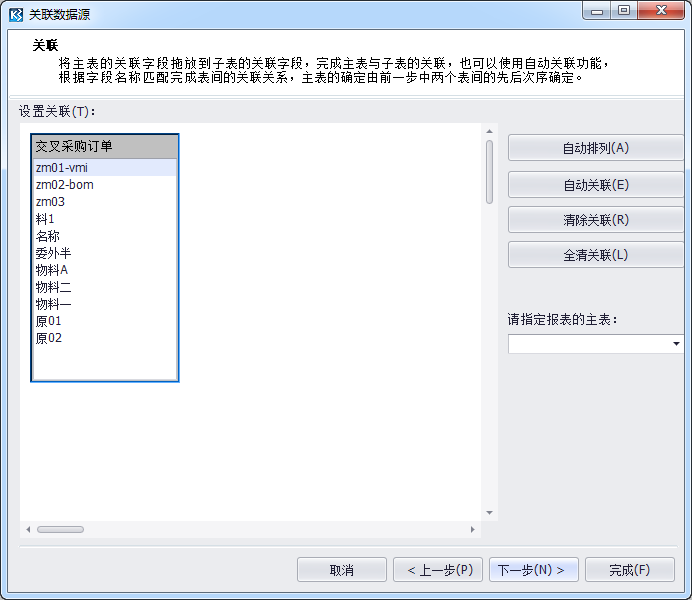 关联数据源
关联
将主表的关联字段拖放到子表的关联字段，完成主表与子表的关联，也可以使用自动关联功能，
根据字段名称匹配完成表间的关联关系，主表的确定由前一步中两个表间的先后次序确定。
设置关联(T)：
交叉采购订单
zm01-vmi
zm02-bom
zm03
料1
名称
委外半
物料A
物料二
物料一
原01
原02
自动排列(A)
自动关联(E)
清除关联(R)
全清关联(L)
请指定报表的主表：
取消
< 上一步(P)
下一步(N) >
完成(F)